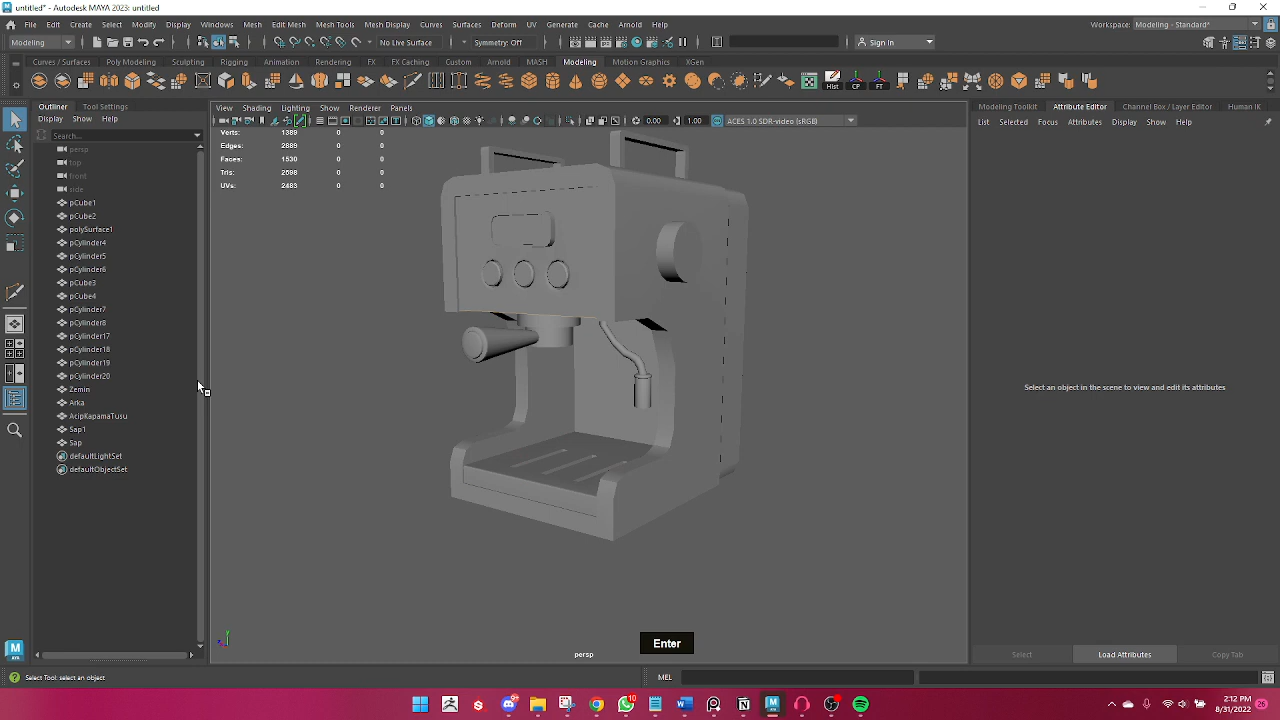 untitled* - Autodesk MAYA 2023: untitled
File Edit Create Select Modify Display Windows Mesh Edit Mesh Mesh Tools Mesh Display Curves Surfaces Deform UV Generate Cache Arnold Help
Workspace: Modeling - Standard*
Modeling No Live Surface Symmetry: Off Sign In
Curves / Surfaces Poly Modeling Sculpting Rigging Animation Rendering FX FX Caching Custom Arnold MASH Modeling Motion Graphics XGen
Hist CP FT
Outliner Tool Settings
View Shading Lighting Show Renderer Panels
Modeling Toolkit Attribute Editor Channel Box / Layer Editor Human IK
Display Show Help
0.00 1.00 ACES 1.0 SDR-video (sRGB)
List Selected Focus Attributes Display Show Help
Search...
Verts: 1388 0 0
Edges: 2889 0 0
Faces: 1530 0 0
Tris: 2598 0 0
UVs: 2483 0 0
persp
top
front
side
pCube1
pCube2
polySurface1
pCylinder4
pCylinder5
pCylinder6
pCube3
pCube4
pCylinder7
pCylinder8
pCylinder17
pCylinder18
pCylinder19
pCylinder20
Zemin
Arka
AcipKapamaTusu
Sap1
Sap
defaultLightSet
defaultObjectSet
Select an object in the scene to view and edit its attributes
Enter
persp
Select Load Attributes Copy Tab
Select Tool: select an object
MEL
10
2:12 PM
8/31/2022